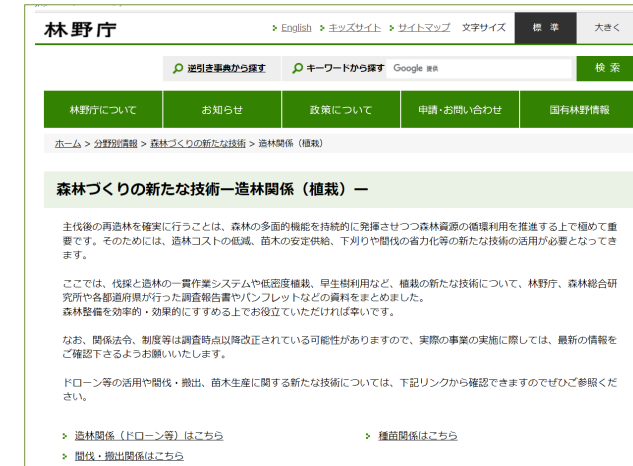 林野庁
English キッズサイト サイトマップ 文字サイズ 標準 大きく
逆引き事典から探す キーワードから探す Google 提供 検索
林野庁について お知らせ 政策について 申請・お問い合わせ 国有林野情報
ホーム > 分野別情報 > 森林づくりの新たな技術 > 造林関係（植栽）
森林づくりの新たな技術ー造林関係（植栽）ー
主伐後の再造林を確実に行うことは、森林の多面的機能を持続的に発揮させつつ森林資源の循環利用を推進する上で極めて重
要です。そのためには、造林コストの低減、苗木の安定供給、下刈りや間伐の省力化等の新たな技術の活用が必要となってき
ます。
ここでは、伐採と造林の一貫作業システムや低密度植栽、早生樹利用など、植栽の新たな技術について、林野庁、森林総合研
究所や各都道府県が行った調査報告書やパンフレットなどの資料をまとめました。
森林整備を効率的・効果的にすすめる上でお役立ていただければ幸いです。
なお、関係法令、制度等は調査時点以降改正されている可能性がありますので、実際の事業の実施に際しては、最新の情報を
ご確認下さるようお願いいたします。
ドローン等の活用や間伐・搬出、苗木生産に関する新たな技術については、下記リンクから確認できますのでぜひご参照くだ
さい。
造林関係（ドローン等）はこちら 種苗関係はこちら
間伐・搬出関係はこちら